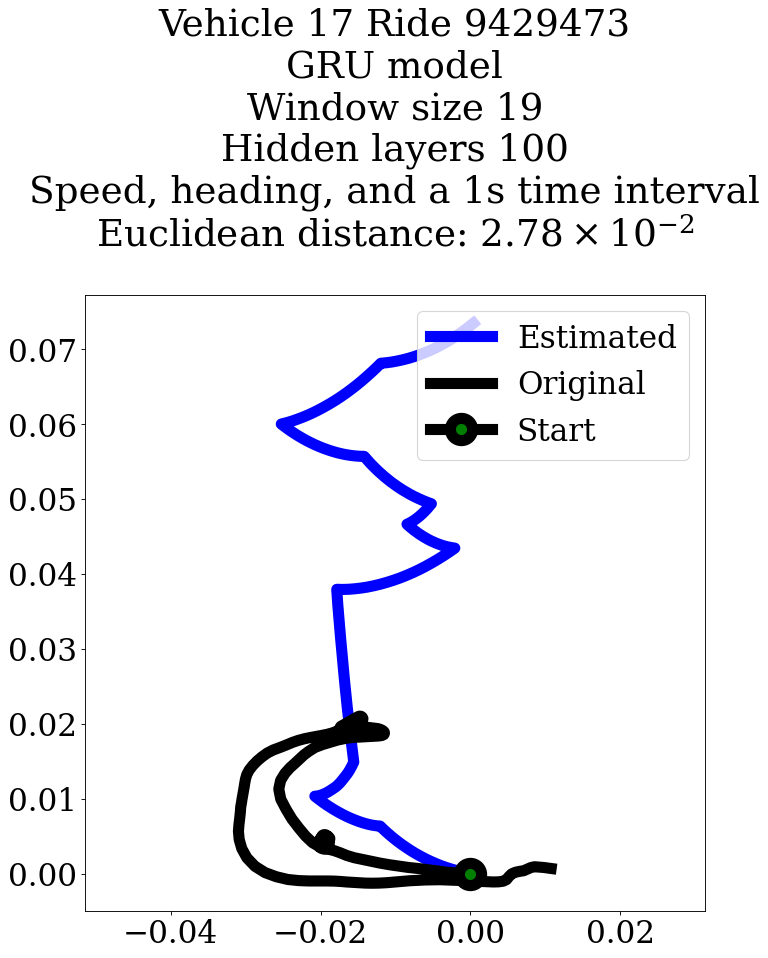 Vehicle 17 Ride 9429473
GRU model
Window size 19
Hidden layers 100
Speed, heading, and a 1s time interval
Euclidean distance: 2.78 × 10⁻²
Estimated
Original
Start
0.07
0.06
0.05
0.04
0.03
0.02
0.01
0.00
−0.04 −0.02 0.00 0.02